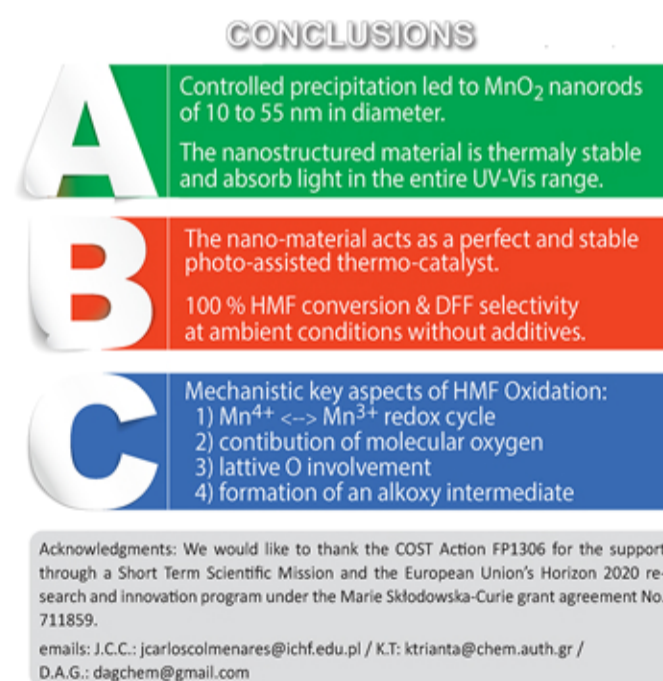 CONCLUSIONS
A
Controlled precipitation led to MnO2 nanorods
of 10 to 55 nm in diameter.
The nanostructured material is thermaly stable
and absorb light in the entire UV-Vis range.
B
The nano-material acts as a perfect and stable
photo-assisted thermo-catalyst.
100 % HMF conversion & DFF selectivity
at ambient conditions without additives.
C
Mechanistic key aspects of HMF Oxidation:
1) Mn4+ <--> Mn3+ redox cycle
2) contibution of molecular oxygen
3) lattive O involvement
4) formation of an alkoxy intermediate
Acknowledgments: We would like to thank the COST Action FP1306 for the support
through a Short Term Scientific Mission and the European Union’s Horizon 2020 re-
search and innovation program under the Marie Skłodowska-Curie grant agreement No.
711859.
emails: J.C.C.: jcarloscolmenares@ichf.edu.pl / K.T: ktrianta@chem.auth.gr /
D.A.G.: dagchem@gmail.com